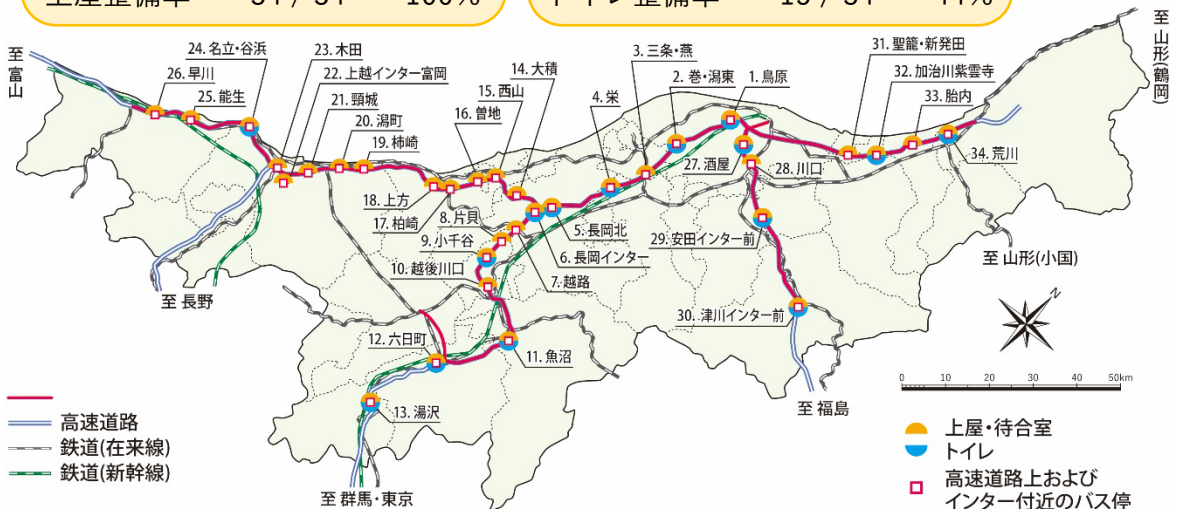 上屋整備率 34 / 34 100%
トイレ整備率 15 / 34 44%
至 富山
至 山形(鶴岡)
24. 名立・谷浜
23. 木田
26. 早川
22. 上越インター富岡
25. 能生
21. 頸城
20. 潟町
19. 柿崎
14. 大積
15. 西山
16. 曽地
3. 三条・燕
2. 巻・潟東
1. 鳥原
4. 栄
31. 聖籠・新発田
32. 加治川紫雲寺
33. 胎内
34. 荒川
27. 酒屋
28. 川口
18. 上方
17. 柏崎
8. 片貝
9. 小千谷
10. 越後川口
5. 長岡北
6. 長岡インター
7. 越路
29. 安田インター前
30. 津川インター前
12. 六日町
11. 魚沼
13. 湯沢
至 長野
至 山形(小国)
至 福島
至 群馬・東京
N
0 10 20 30 40 50km
高速道路
鉄道(在来線)
鉄道(新幹線)
上屋・待合室
トイレ
高速道路上および
インター付近のバス停